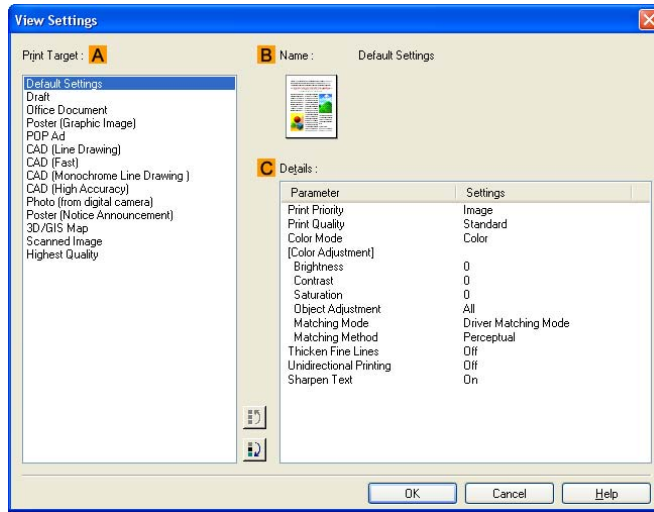 View Settings
Print Target : A
B Name : Default Settings
Default Settings
Draft
Office Document
Poster (Graphic Image)
POP Ad
CAD (Line Drawing)
CAD (Fast)
CAD (Monochrome Line Drawing )
CAD (High Accuracy)
Photo (from digital camera)
Poster (Notice Announcement)
3D/GIS Map
Scanned Image
Highest Quality
C Details :
Parameter Settings
Print Priority Image
Print Quality Standard
Color Mode Color
[Color Adjustment]
Brightness 0
Contrast 0
Saturation 0
Object Adjustment All
Matching Mode Driver Matching Mode
Matching Method Perceptual
Thicken Fine Lines Off
Unidirectional Printing Off
Sharpen Text On
OK Cancel Help